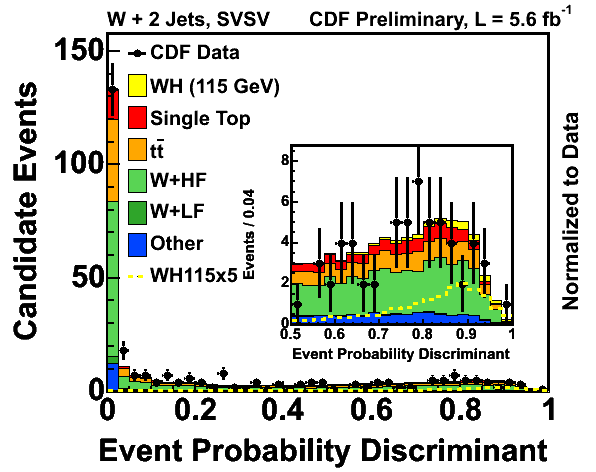 W + 2 Jets, SVSV CDF Preliminary, L = 5.6 fb⁻¹
Candidate Events
150
100
50
0
CDF Data
WH (115 GeV)
Single Top
tt̄
W+HF
W+LF
Other
WH115x5
Events / 0.04
8
6
4
2
0
0.5 0.6 0.7 0.8 0.9 1
Event Probability Discriminant
0 0.2 0.4 0.6 0.8 1
Event Probability Discriminant
Normalized to Data